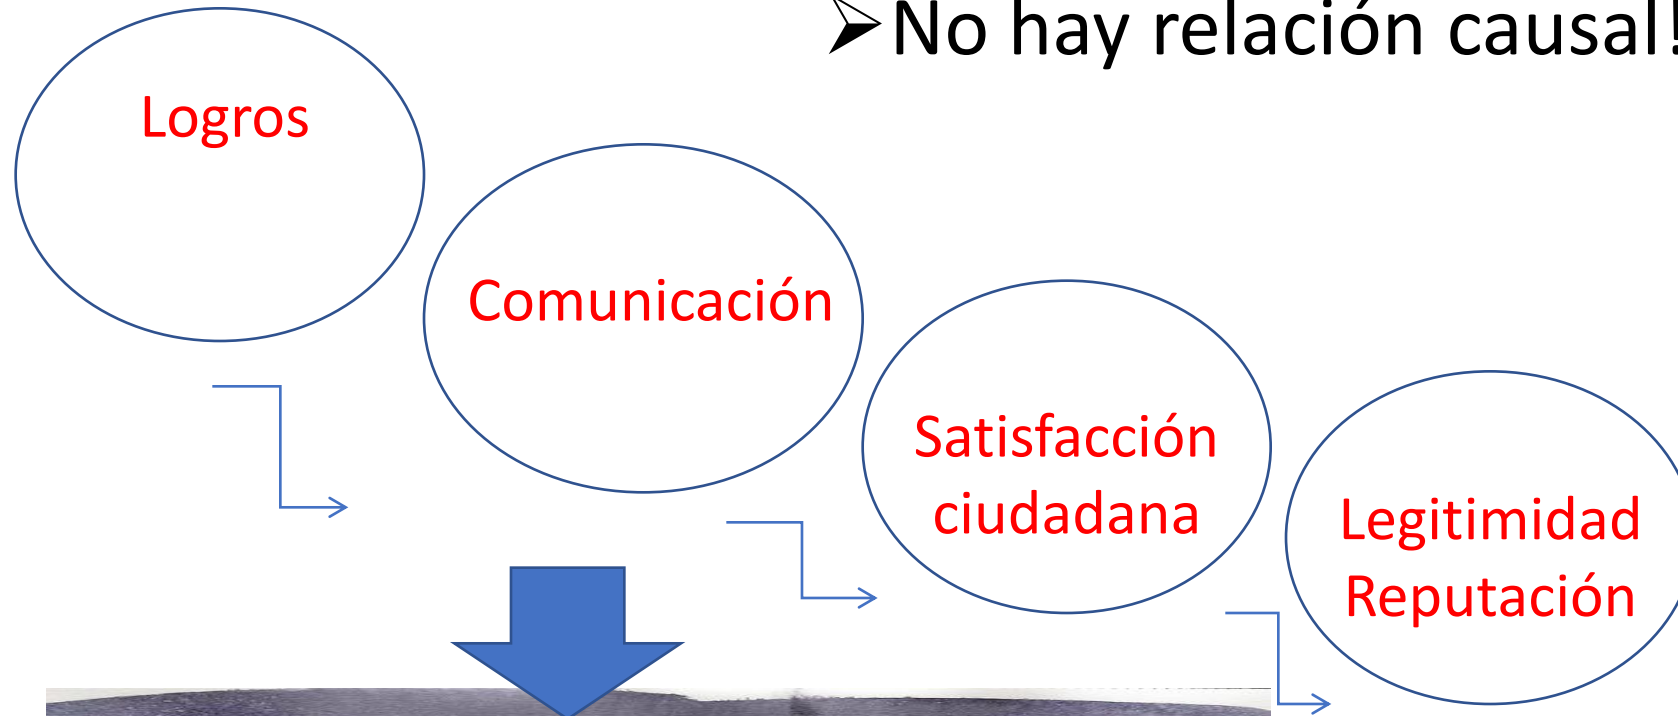 No hay relación causal!
Logros
Comunicación
Satisfacción
ciudadana
Legitimidad
Reputación